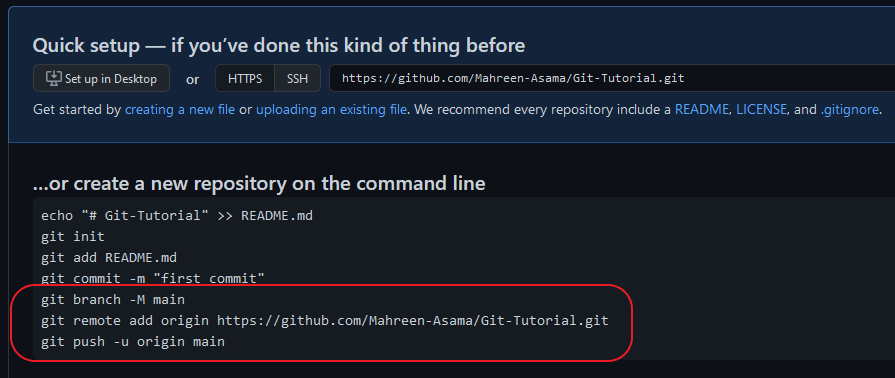 Quick setup — if you’ve done this kind of thing before
Set up in Desktop or HTTPS SSH https://github.com/Mahreen-Asama/Git-Tutorial.git
Get started by creating a new file or uploading an existing file. We recommend every repository include a README, LICENSE, and .gitignore.
...or create a new repository on the command line
echo "# Git-Tutorial" >> README.md
git init
git add README.md
git commit -m "first commit"
git branch -M main
git remote add origin https://github.com/Mahreen-Asama/Git-Tutorial.git
git push -u origin main